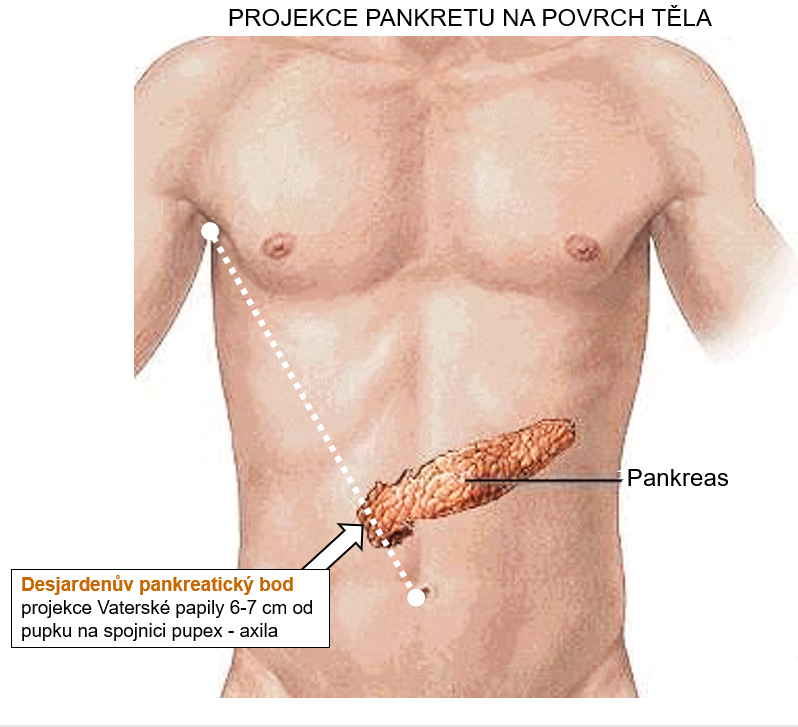 PROJEKCE PANKRETU NA POVRCH TĚLA
Pankreas
Desjardenův pankreatický bod
projekce Vaterské papily 6-7 cm od
pupku na spojnici pupex - axila